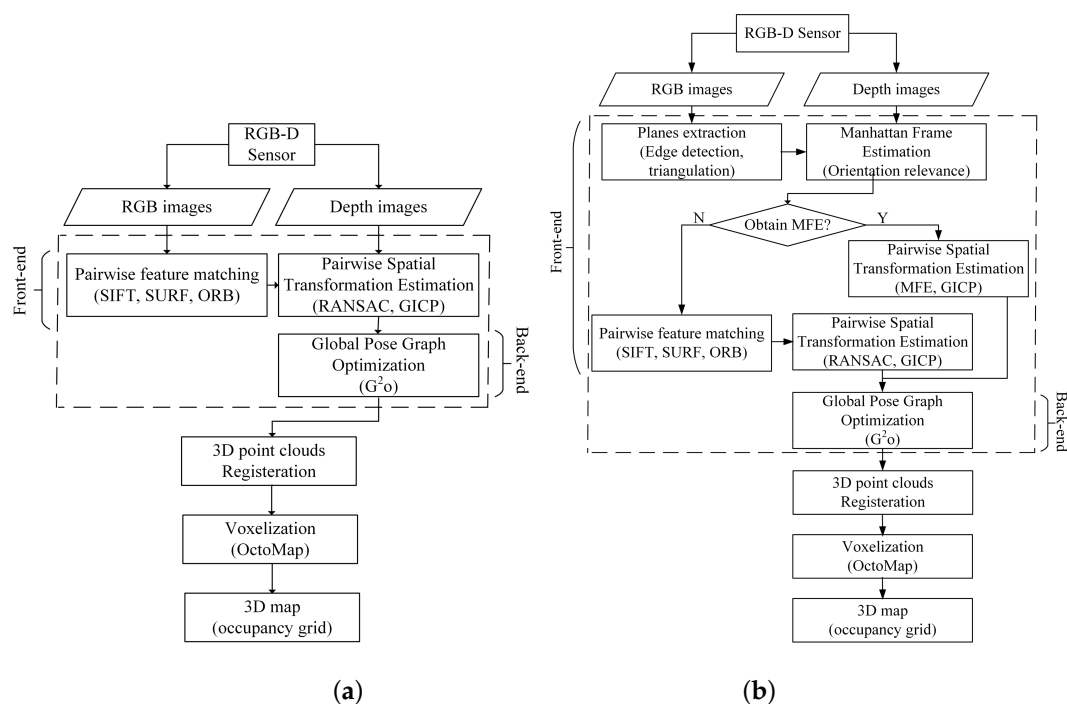 RGB-D
Sensor
RGB images
Depth images
Front-end
Pairwise feature matching
(SIFT, SURF, ORB)
Pairwise Spatial
Transformation Estimation
(RANSAC, GICP)
Global Pose Graph
Optimization
(G²o)
Back-end
3D point clouds
Registeration
Voxelization
(OctoMap)
3D map
(occupancy grid)
(a)
RGB-D Sensor
RGB images
Depth images
Front-end
Planes extraction
(Edge detection,
triangulation)
Manhattan Frame
Estimation
(Orientation relevance)
N
Obtain MFE?
Y
Pairwise Spatial
Transformation Estimation
(MFE, GICP)
Pairwise feature matching
(SIFT, SURF, ORB)
Pairwise Spatial
Transformation Estimation
(RANSAC, GICP)
Global Pose Graph
Optimization
(G²o)
Back-end
3D point clouds
Registeration
Voxelization
(OctoMap)
3D map
(occupancy grid)
(b)